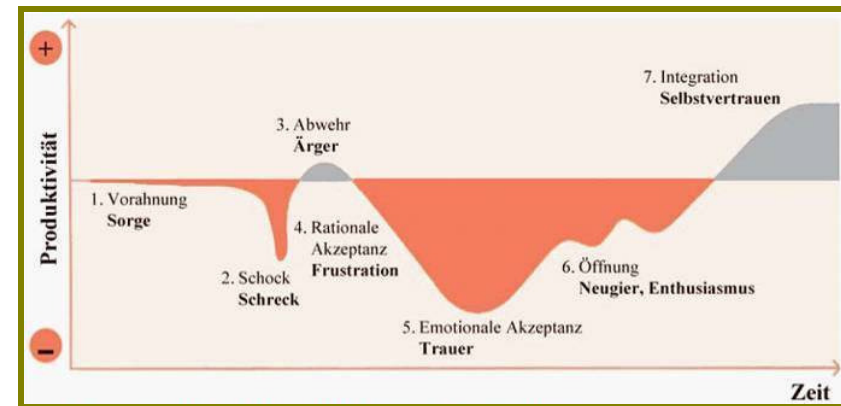 +
Produktivität
−
1. Vorahnung
Sorge
2. Schock
Schreck
3. Abwehr
Ärger
4. Rationale
Akzeptanz
Frustration
5. Emotionale Akzeptanz
Trauer
6. Öffnung
Neugier, Enthusiasmus
7. Integration
Selbstvertrauen
Zeit